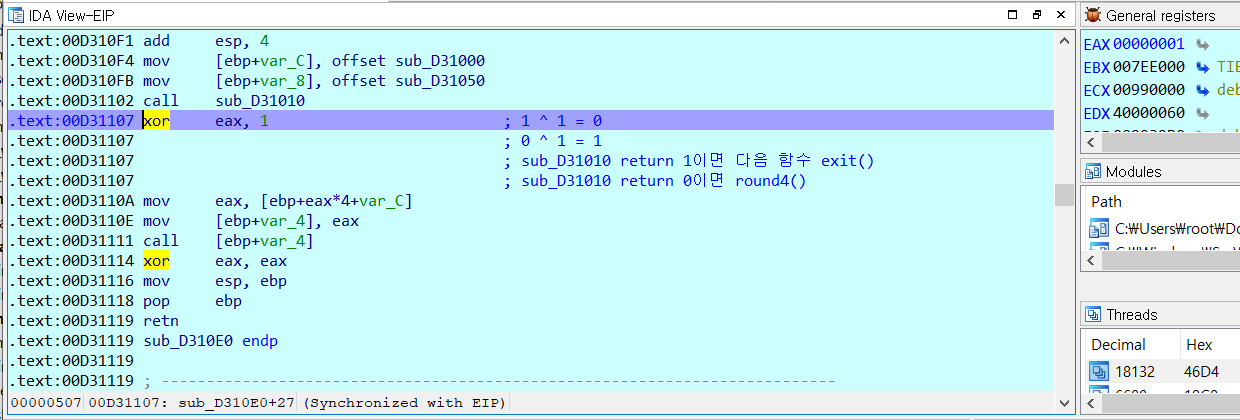 IDA View-EIP
.text:00D310F1 add esp, 4
.text:00D310F4 mov [ebp+var_C], offset sub_D31000
.text:00D310FB mov [ebp+var_8], offset sub_D31050
.text:00D31102 call sub_D31010
.text:00D31107 xor eax, 1 ; 1 ^ 1 = 0
.text:00D31107 ; 0 ^ 1 = 1
.text:00D31107 ; sub_D31010 return 1이면 다음 함수 exit()
.text:00D31107 ; sub_D31010 return 0이면 round4()
.text:00D3110A mov eax, [ebp+eax*4+var_C]
.text:00D3110E mov [ebp+var_4], eax
.text:00D31111 call [ebp+var_4]
.text:00D31114 xor eax, eax
.text:00D31116 mov esp, ebp
.text:00D31118 pop ebp
.text:00D31119 retn
.text:00D31119 sub_D310E0 endp
.text:00D31119
.text:00D31119 ; ---------------------------------------------------------------------------
00000507 00D31107: sub_D310E0+27 (Synchronized with EIP)
General registers
EAX 00000001
EBX 007EE000 TIB
ECX 00990000 deb
EDX 40000060
Modules
Path
C:₩Users₩root₩Do
Threads
Decimal Hex
18132 46D4